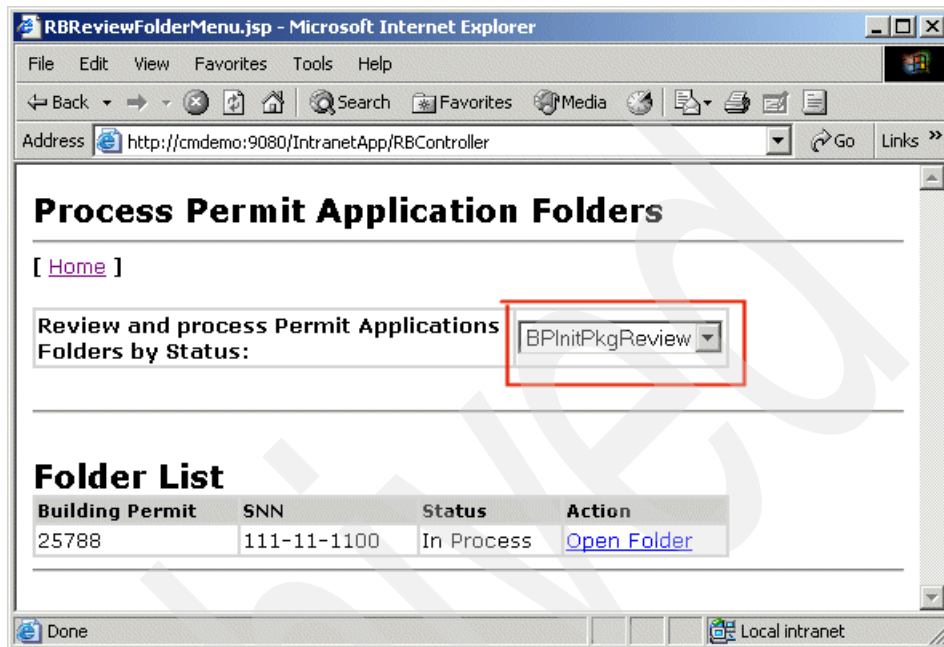 RBReviewFolderMenu.jsp - Microsoft Internet Explorer
File Edit View Favorites Tools Help
Back Search Favorites Media
Address http://cmdemo:9080/IntranetApp/RBController Go Links »
Process Permit Application Folders
[ Home ]
Review and process Permit Applications
Folders by Status:
BPInitPkgReview
Folder List
Building Permit SNN Status Action
25788 111-11-1100 In Process Open Folder
Done Local intranet